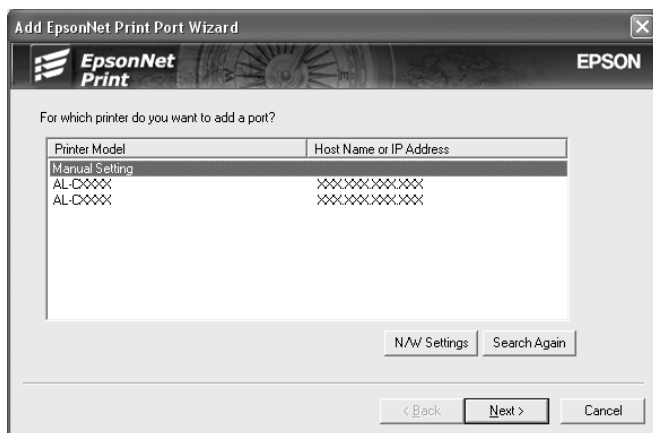 Add EpsonNet Print Port Wizard
EpsonNet
Print
EPSON
For which printer do you want to add a port?
Printer Model Host Name or IP Address
Manual Setting
AL-CXXXX XXX.XXX.XXX.XXX
AL-CXXXX XXX.XXX.XXX.XXX
N/W Settings Search Again
< Back Next > Cancel